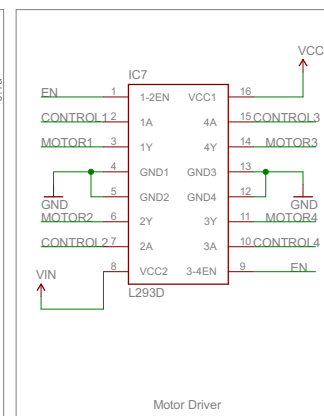 VCC
IC7
EN 1 1-2EN VCC1 16
CONTROL1 2 1A 4A 15 CONTROL3
MOTOR1 3 1Y 4Y 14 MOTOR3
4 GND1 GND3 13
GND 5 GND2 GND4 12 GND
MOTOR2 6 2Y 3Y 11 MOTOR4
CONTROL2 7 2A 3A 10 CONTROL4
VIN 8 VCC2 3-4EN 9 EN
L293D
Motor Driver